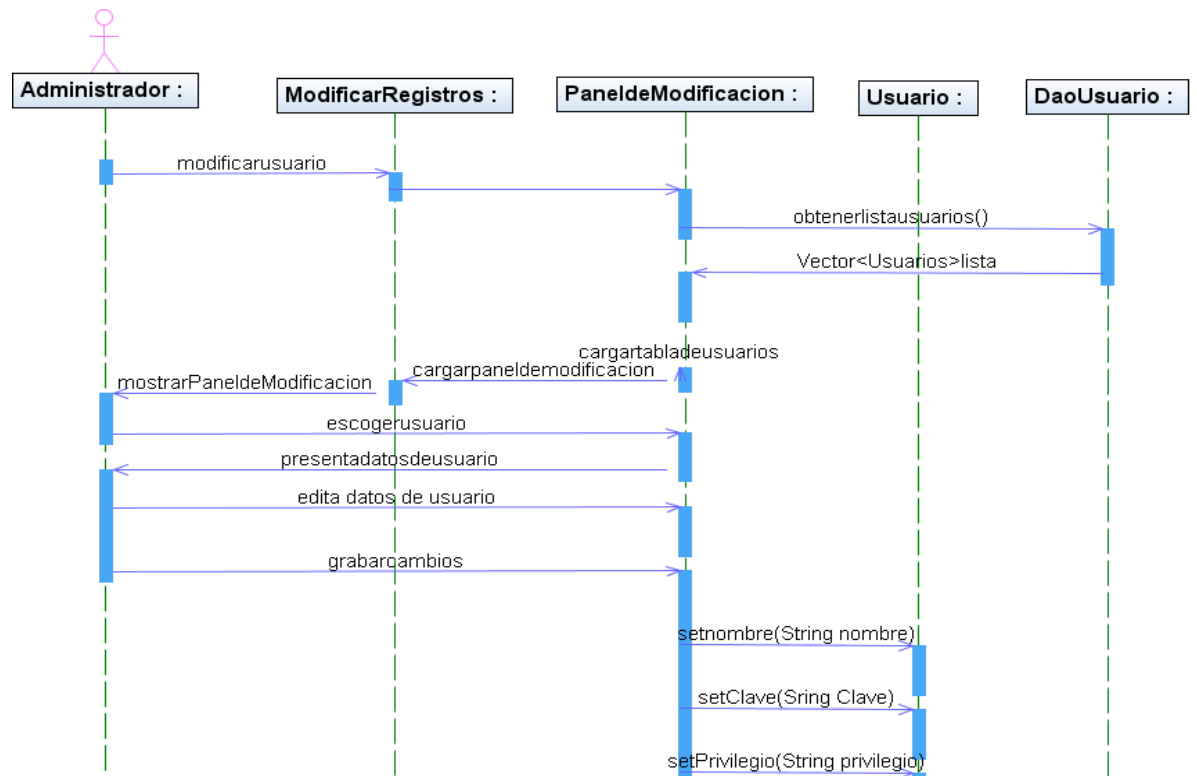 Administrador :
ModificarRegistros :
PaneldeModificacion :
Usuario :
DaoUsuario :
modificarusuario
obtenerlistausuarios()
Vector<Usuarios>lista
cargartabladeusuarios
cargarpaneldemodificacion
mostrarPaneldeModificacion
escogerusuario
presentadatosdeusuario
edita datos de usuario
grabarcambios
setnombre(String nombre)
setClave(Sring Clave)
setPrivilegio(String privilegio)